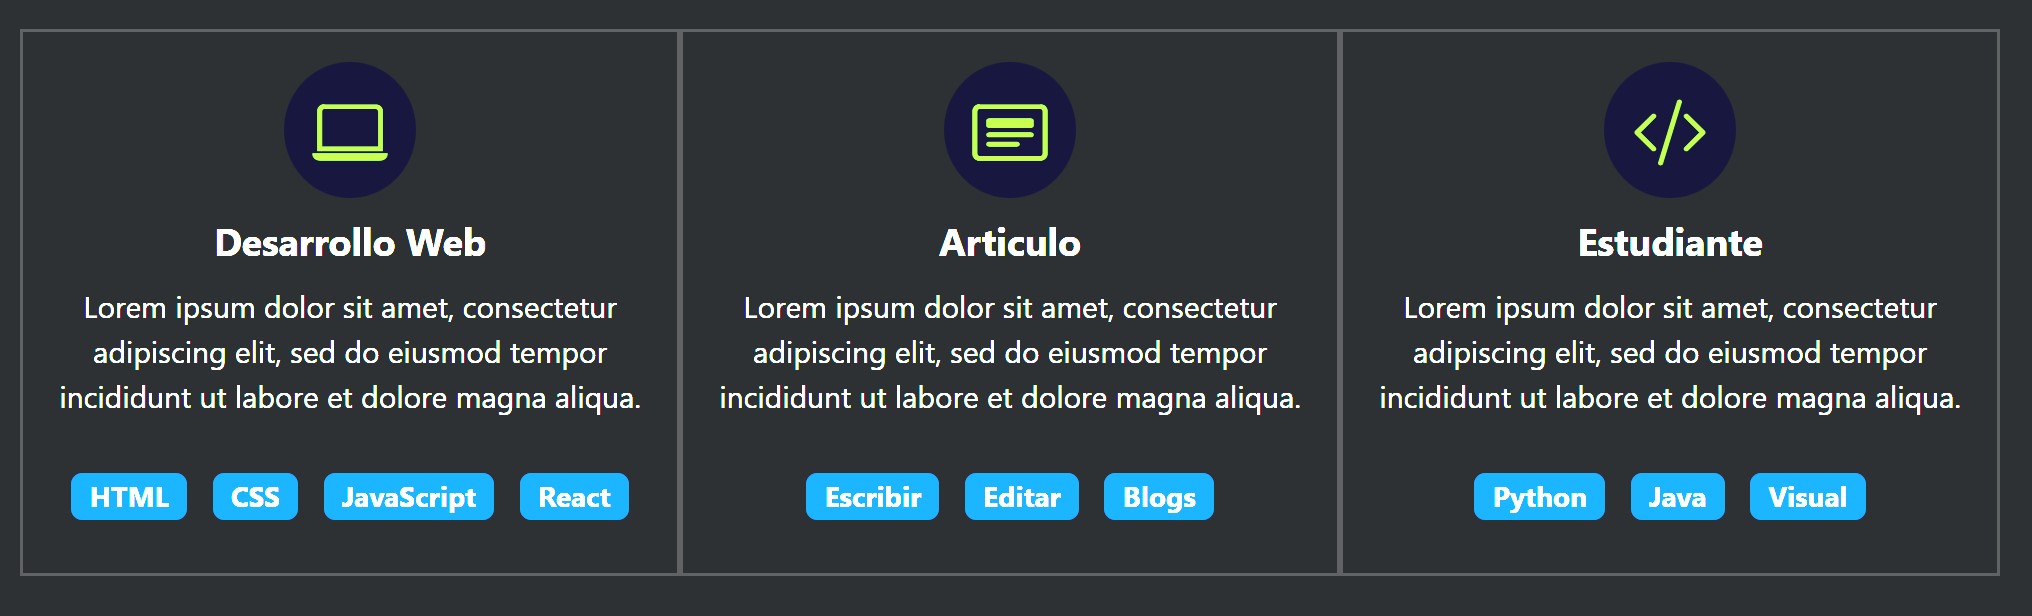 Desarrollo Web
Lorem ipsum dolor sit amet, consectetur
adipiscing elit, sed do eiusmod tempor
incididunt ut labore et dolore magna aliqua.
HTML CSS JavaScript React
Articulo
Lorem ipsum dolor sit amet, consectetur
adipiscing elit, sed do eiusmod tempor
incididunt ut labore et dolore magna aliqua.
Escribir Editar Blogs
Estudiante
Lorem ipsum dolor sit amet, consectetur
adipiscing elit, sed do eiusmod tempor
incididunt ut labore et dolore magna aliqua.
Python Java Visual